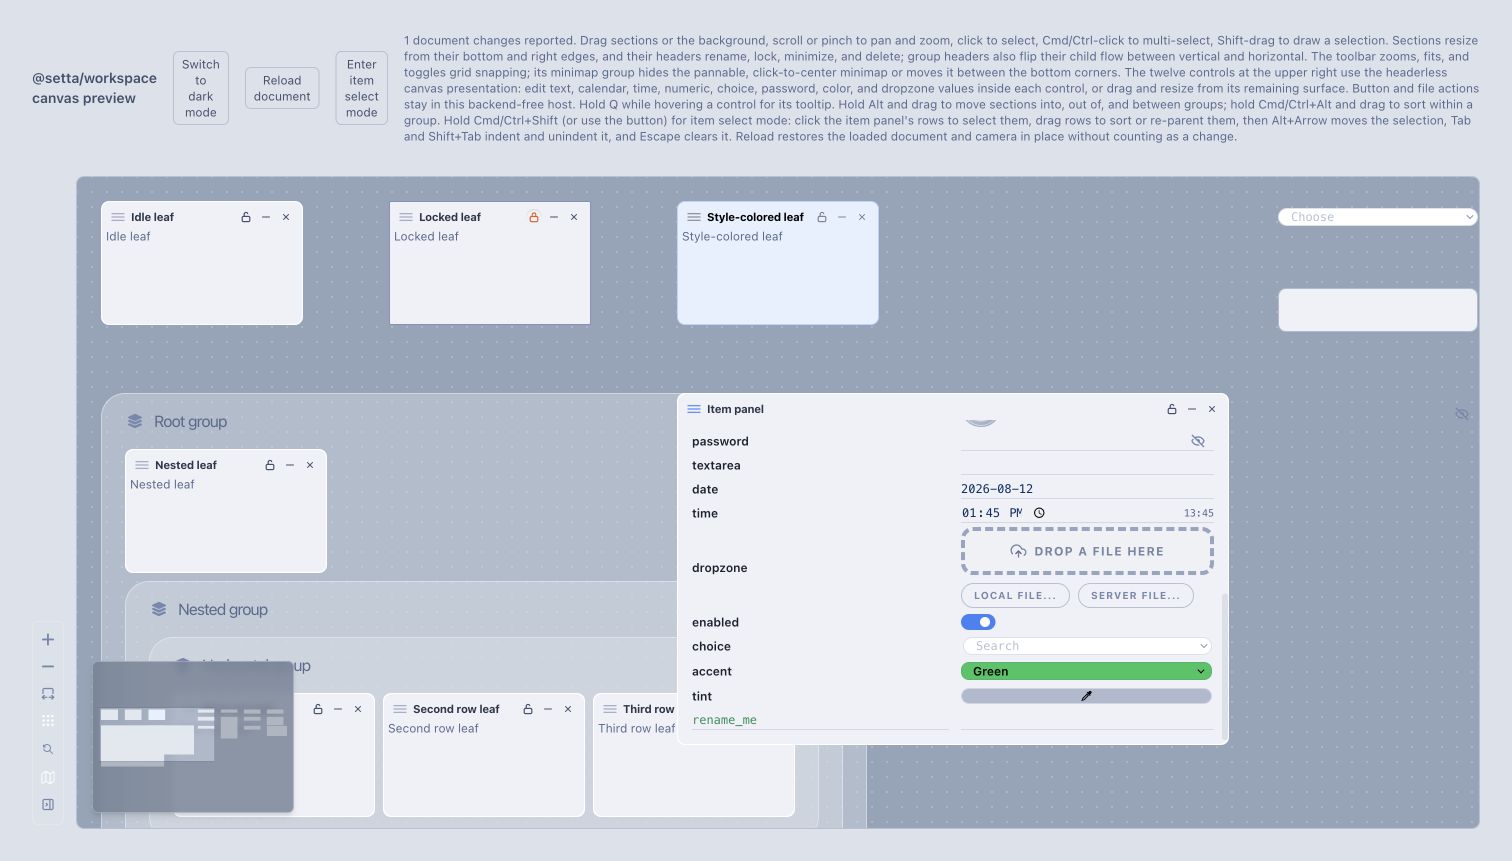 @setta/workspace
canvas preview
Switch
to
dark
mode
Reload
document
Enter
item
select
mode
1 document changes reported. Drag sections or the background, scroll or pinch to pan and zoom, click to select, Cmd/Ctrl-click to multi-select, Shift-drag to draw a selection. Sections resize
from their bottom and right edges, and their headers rename, lock, minimize, and delete; group headers also flip their child flow between vertical and horizontal. The toolbar zooms, fits, and
toggles grid snapping; its minimap group hides the pannable, click-to-center minimap or moves it between the bottom corners. The twelve controls at the upper right use the headerless
canvas presentation: edit text, calendar, time, numeric, choice, password, color, and dropzone values inside each control, or drag and resize from its remaining surface. Button and file actions
stay in this backend-free host. Hold Q while hovering a control for its tooltip. Hold Alt and drag to move sections into, out of, and between groups; hold Cmd/Ctrl+Alt and drag to sort within a
group. Hold Cmd/Ctrl+Shift (or use the button) for item select mode: click the item panel's rows to select them, drag rows to sort or re-parent them, then Alt+Arrow moves the selection, Tab
and Shift+Tab indent and unindent it, and Escape clears it. Reload restores the loaded document and camera in place without counting as a change.
Idle leaf
Idle leaf
Locked leaf
Locked leaf
Style-colored leaf
Style-colored leaf
Choose
Root group
Nested leaf
Nested leaf
Nested group
Item panel
password
textarea
date
2026-08-12
time
01:45 PM
13:45
dropzone
DROP A FILE HERE
LOCAL FILE...
SERVER FILE...
enabled
choice
Search
accent
Green
tint
rename_me
Second row leaf
Second row leaf
Third row
Third row leaf